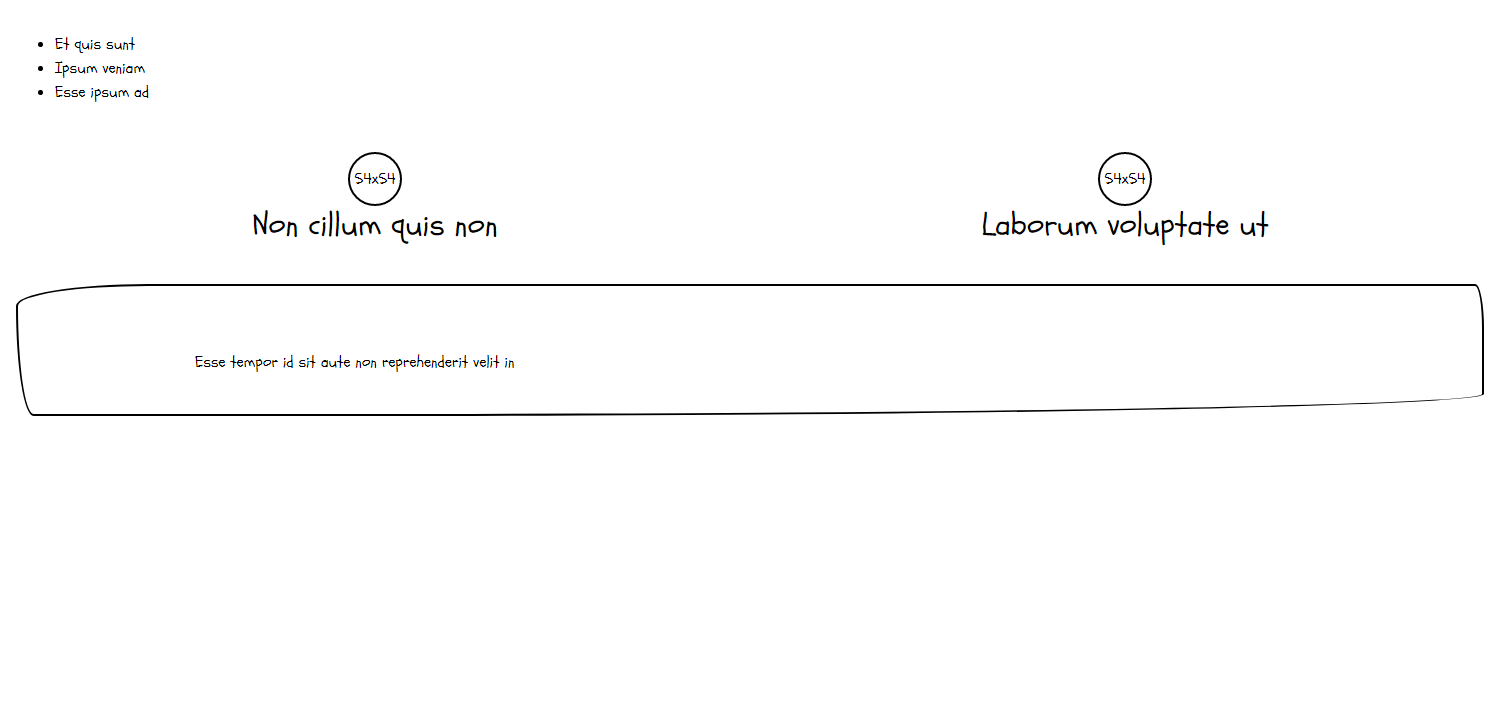 Et quis sunt
Ipsum veniam
Esse ipsum ad
54x54
Non cillum quis non
54x54
Laborum voluptate ut
Esse tempor id sit aute non reprehenderit velit in